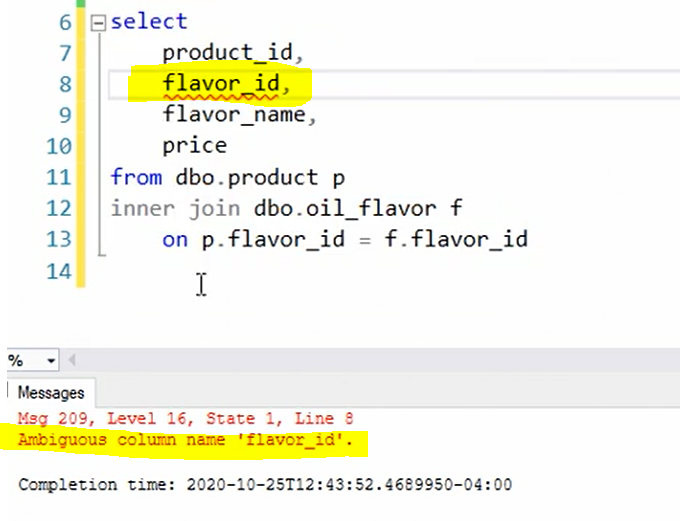 6 select
7 product_id,
8 flavor_id,
9 flavor_name,
10 price
11 from dbo.product p
12 inner join dbo.oil_flavor f
13 on p.flavor_id = f.flavor_id
14
%
Messages
Msg 209, Level 16, State 1, Line 8
Ambiguous column name 'flavor_id'.
Completion time: 2020-10-25T12:43:52.4689950-04:00